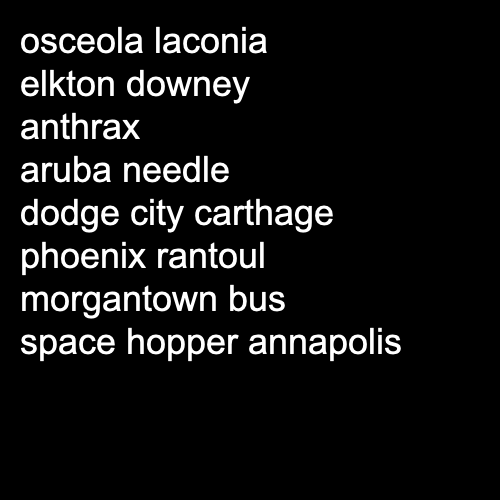 osceola laconia
elkton downey
anthrax
aruba needle
dodge city carthage
phoenix rantoul
morgantown bus
space hopper annapolis